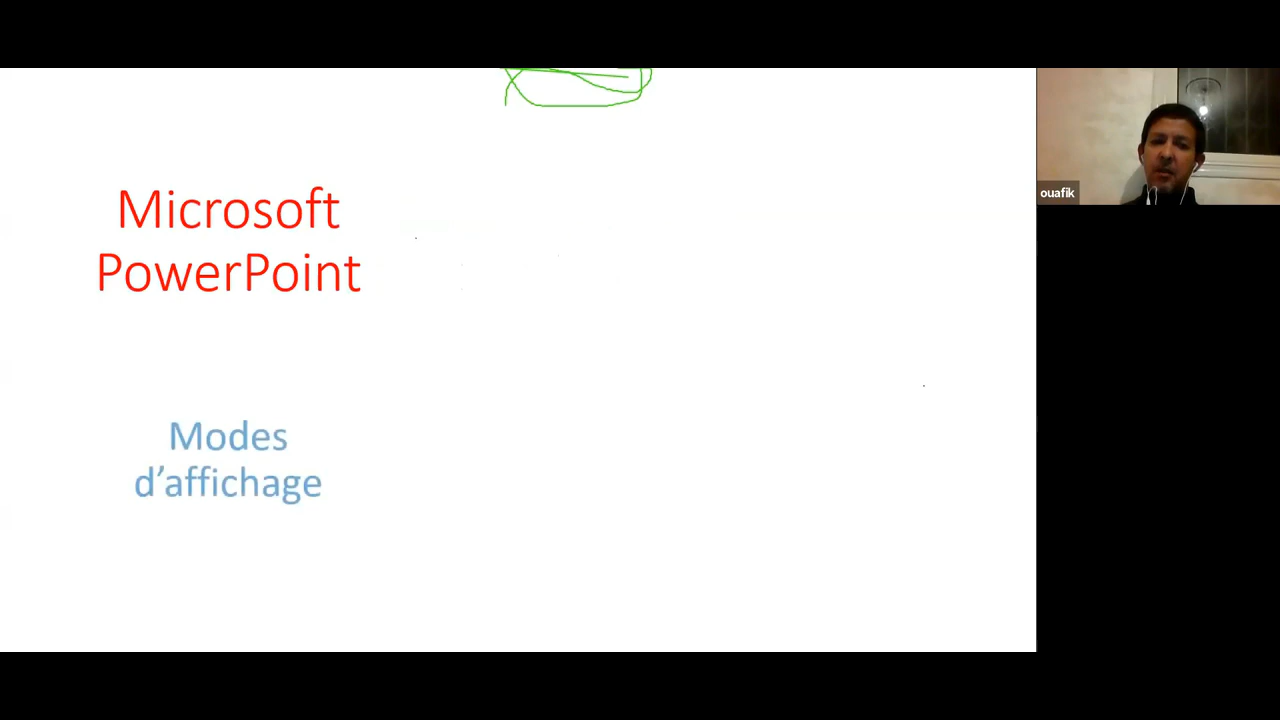 Microsoft
PowerPoint
Modes
d’affichage
ouafik